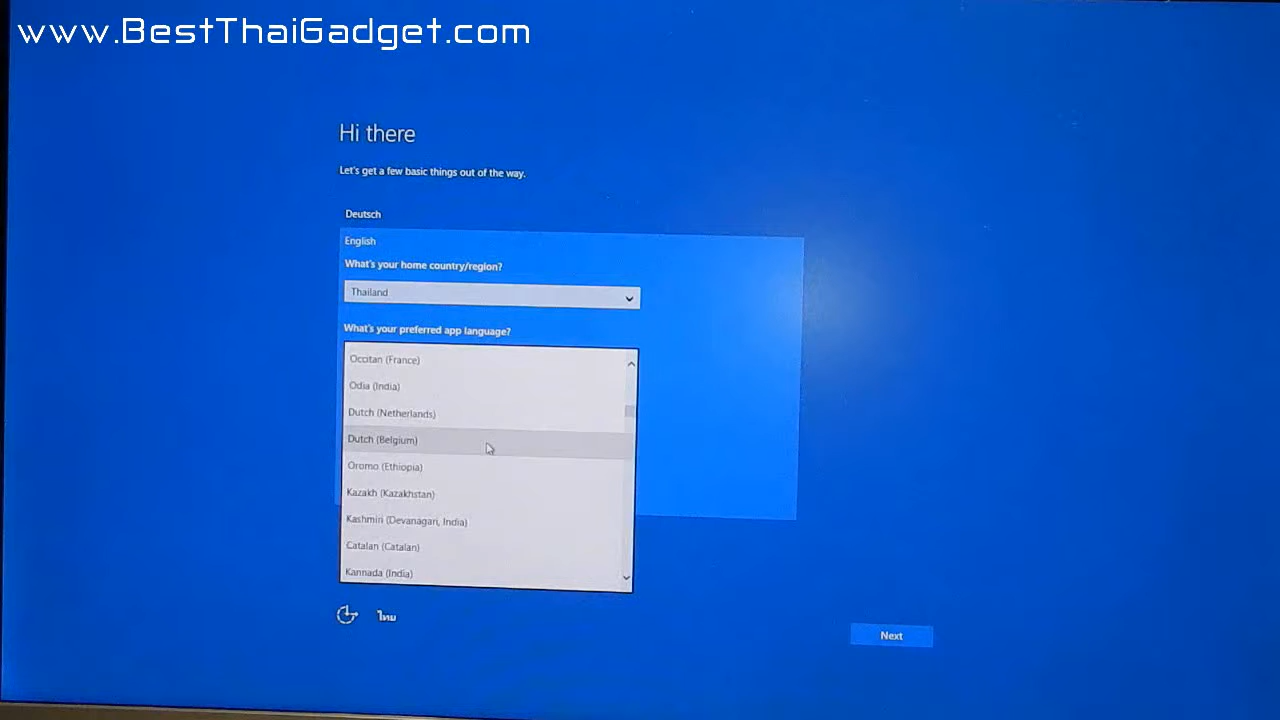 www.BestThaiGadget.com
Hi there
Let's get a few basic things out of the way.
Deutsch
English
What's your home country/region?
Thailand
What's your preferred app language?
Occitan (France)
Odia (India)
Dutch (Netherlands)
Dutch (Belgium)
Oromo (Ethiopia)
Kazakh (Kazakhstan)
Kashmiri (Devanagari, India)
Catalan (Catalan)
Kannada (India)
ไทย
Next